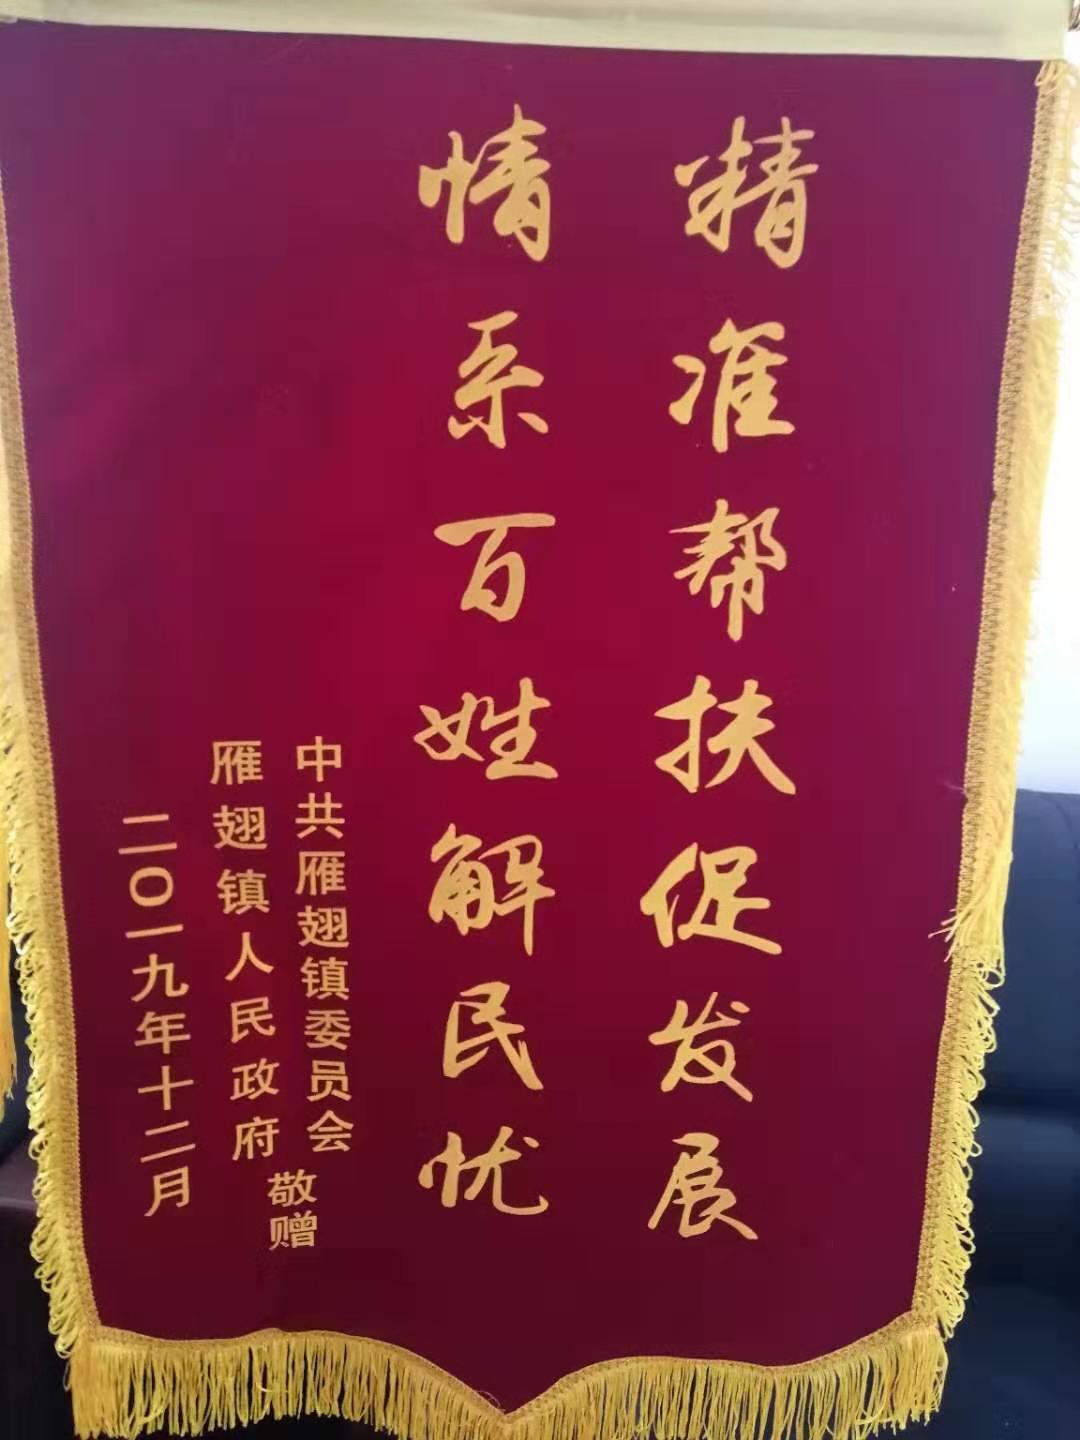 精准帮扶促发展
情系百姓解民忧
中共雁翅镇委员会
雁翅镇人民政府
敬赠
二〇一九年十二月